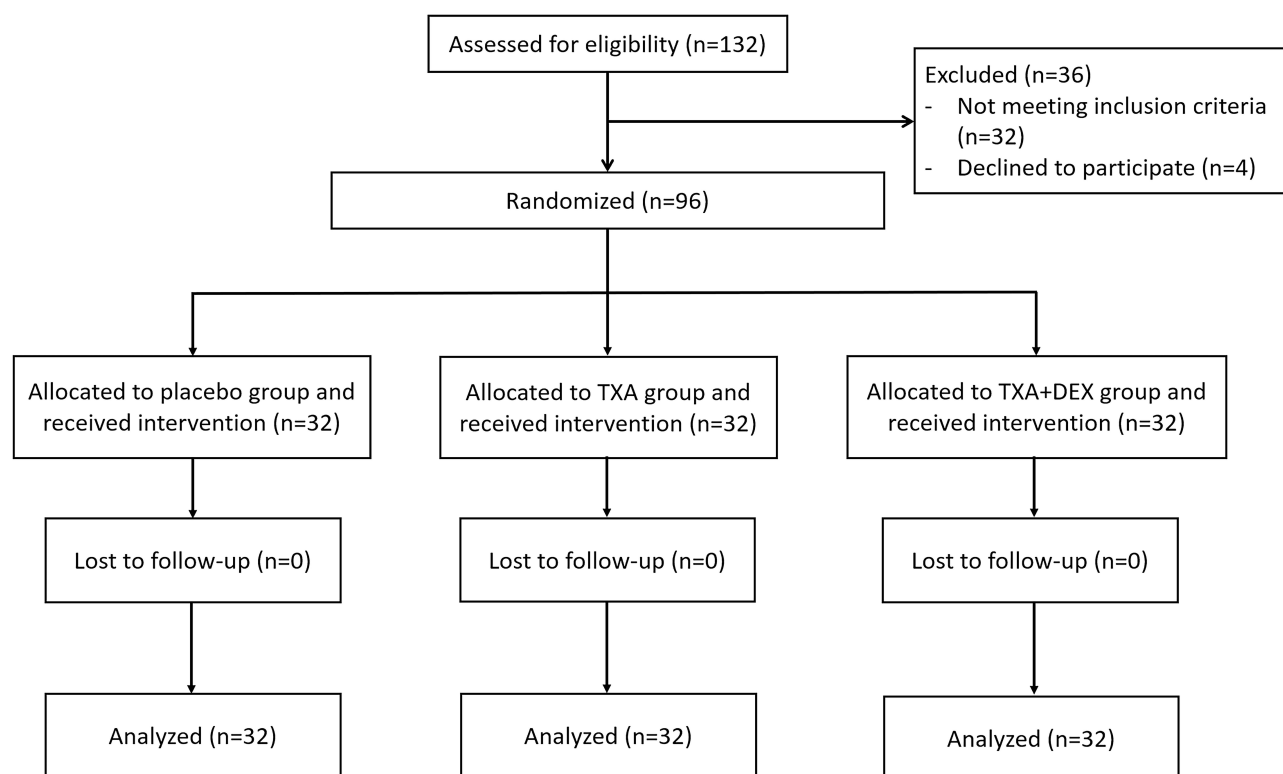 Assessed for eligibility (n=132)
Excluded (n=36)
- Not meeting inclusion criteria
(n=32)
- Declined to participate (n=4)
Randomized (n=96)
Allocated to placebo group and
received intervention (n=32)
Allocated to TXA group and
received intervention (n=32)
Allocated to TXA+DEX group and
received intervention (n=32)
Lost to follow-up (n=0)
Lost to follow-up (n=0)
Lost to follow-up (n=0)
Analyzed (n=32)
Analyzed (n=32)
Analyzed (n=32)